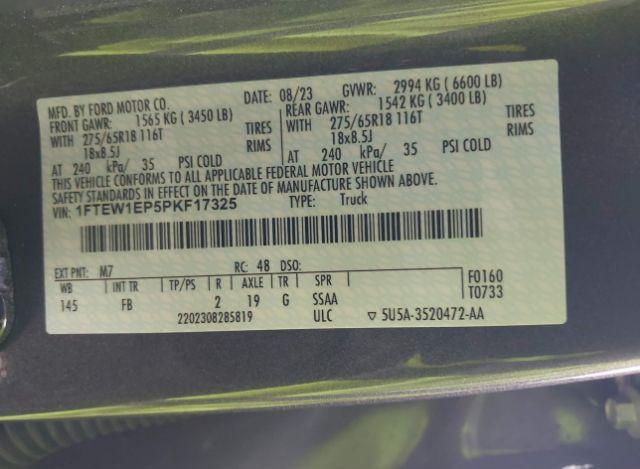 MFD. BY FORD MOTOR CO.
DATE: 08/23 GVWR: 2994 KG ( 6600 LB)
FRONT GAWR: 1565 KG ( 3450 LB) REAR GAWR: 1542 KG ( 3400 LB)
WITH 275/65R18 116T TIRES WITH 275/65R18 116T TIRES
18x8.5J RIMS 18x8.5J RIMS
AT 240 kPa/ 35 PSI COLD AT 240 kPa/ 35 PSI COLD
THIS VEHICLE CONFORMS TO ALL APPLICABLE FEDERAL MOTOR VEHICLE
SAFETY STANDARDS IN EFFECT ON THE DATE OF MANUFACTURE SHOWN ABOVE.
VIN: 1FTEW1EP5PKF17325 TYPE: Truck
EXT PNT: M7 RC: 48 DSO: F0160
WB INT TR TP/PS R AXLE TR SPR T0733
145 FB 2 19 G SSAA
2202308285819 ULC ▽ 5U5A-3520472-AA